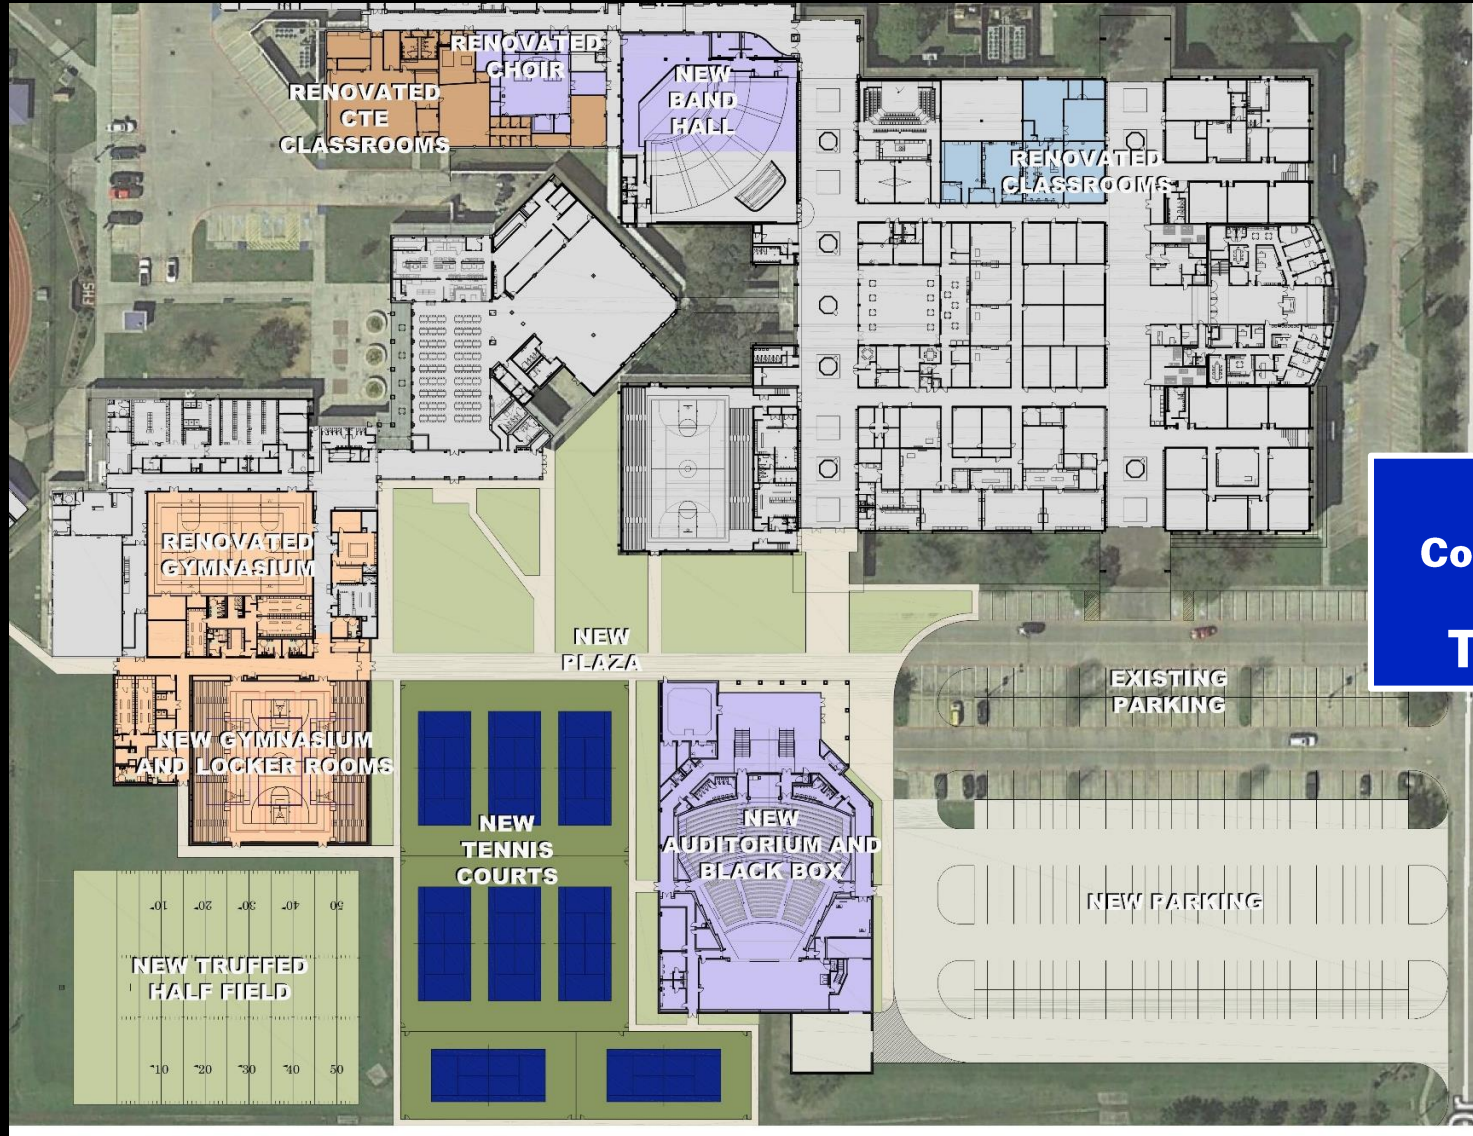 RENOVATED
CHOIR
RENOVATED
CTE
CLASSROOMS
NEW
BAND
HALL
RENOVATED
CLASSROOMS
FHS
RENOVATED
GYMNASIUM
Co
T
NEW
PLAZA
EXISTING
PARKING
NEW GYMNASIUM
AND LOCKER ROOMS
NEW
TENNIS
COURTS
NEW
AUDITORIUM AND
BLACK BOX
NEW PARKING
10 20 30 40 50
NEW TRUFFED
HALF FIELD
10 20 30 40 50